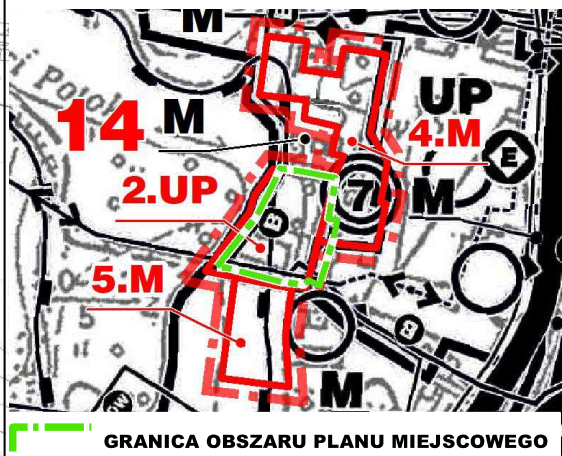 M
UP
14 M
4.M
E
2.UP
7 M
B
5.M
M
GRANICA OBSZARU PLANU MIEJSCOWEGO